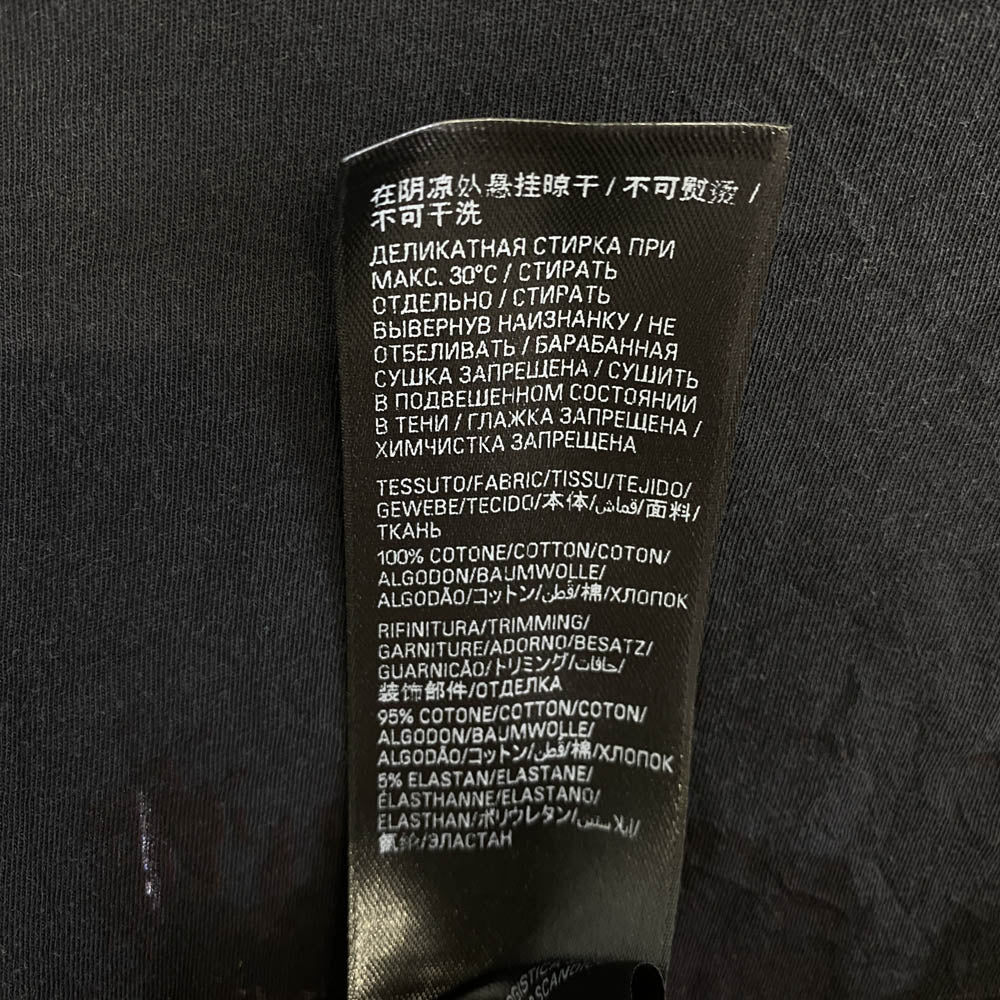 在阴凉处悬挂晾干 / 不可熨烫 /
不可干洗
ДЕЛИКАТНАЯ СТИРКА ПРИ
МАКС. 30°C / СТИРАТЬ
ОТДЕЛЬНО / СТИРАТЬ
ВЫВЕРНУВ НАИЗНАНКУ / НЕ
ОТБЕЛИВАТЬ / БАРАБАННАЯ
СУШКА ЗАПРЕЩЕНА / СУШИТЬ
В ПОДВЕШЕННОМ СОСТОЯНИИ
В ТЕНИ / ГЛАЖКА ЗАПРЕЩЕНА /
ХИМЧИСТКА ЗАПРЕЩЕНА
TESSUTO/FABRIC/TISSU/TEJIDO/
GEWEBE/TECIDO/本体/قماش/面料/
ТКАНЬ
100% COTONE/COTTON/COTON/
ALGODON/BAUMWOLLE/
ALGODÃO/コットン/قطن/棉/ХЛОПОК
RIFINITURA/TRIMMING/
GARNITURE/ADORNO/BESATZ/
GUARNICÃO/トリミング/حافات/
装饰部件/ОТДЕЛКА
95% COTONE/COTTON/COTON/
ALGODON/BAUMWOLLE/
ALGODÃO/コットン/قطن/棉/ХЛОПОК
5% ELASTAN/ELASTANE/
ÉLASTHANNE/ELASTANO/
ELASTHAN/ポリウレタン/إيلاستين/
氨纶/ЭЛАСТАН